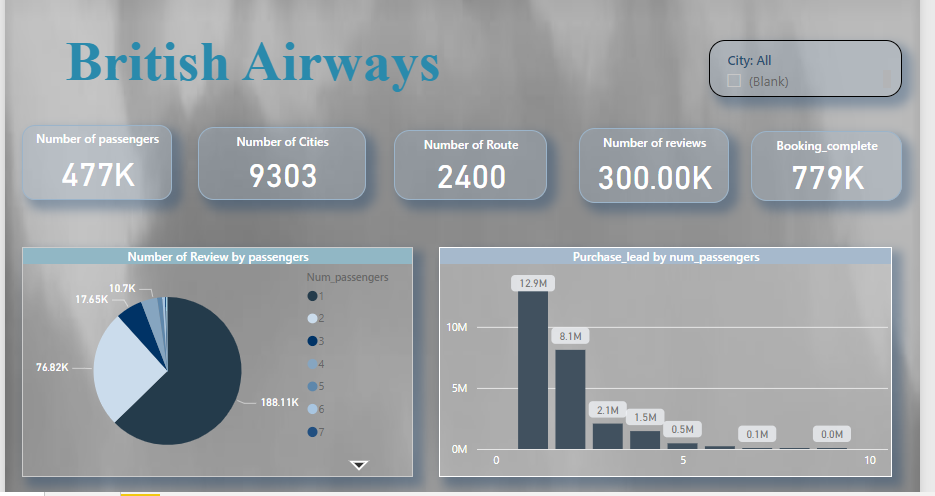 British Airways
City: All
(Blank)
Number of passengers
477K
Number of Cities
9303
Number of Route
2400
Number of reviews
300.00K
Booking_complete
779K
Number of Review by passengers
10.7K
17.65K
76.82K
188.11K
Num_passengers
1
2
3
4
5
6
7
Purchase_lead by num_passengers
12.9M
8.1M
2.1M
1.5M
0.5M
0.1M
0.0M
10M
5M
0M
0
5
10